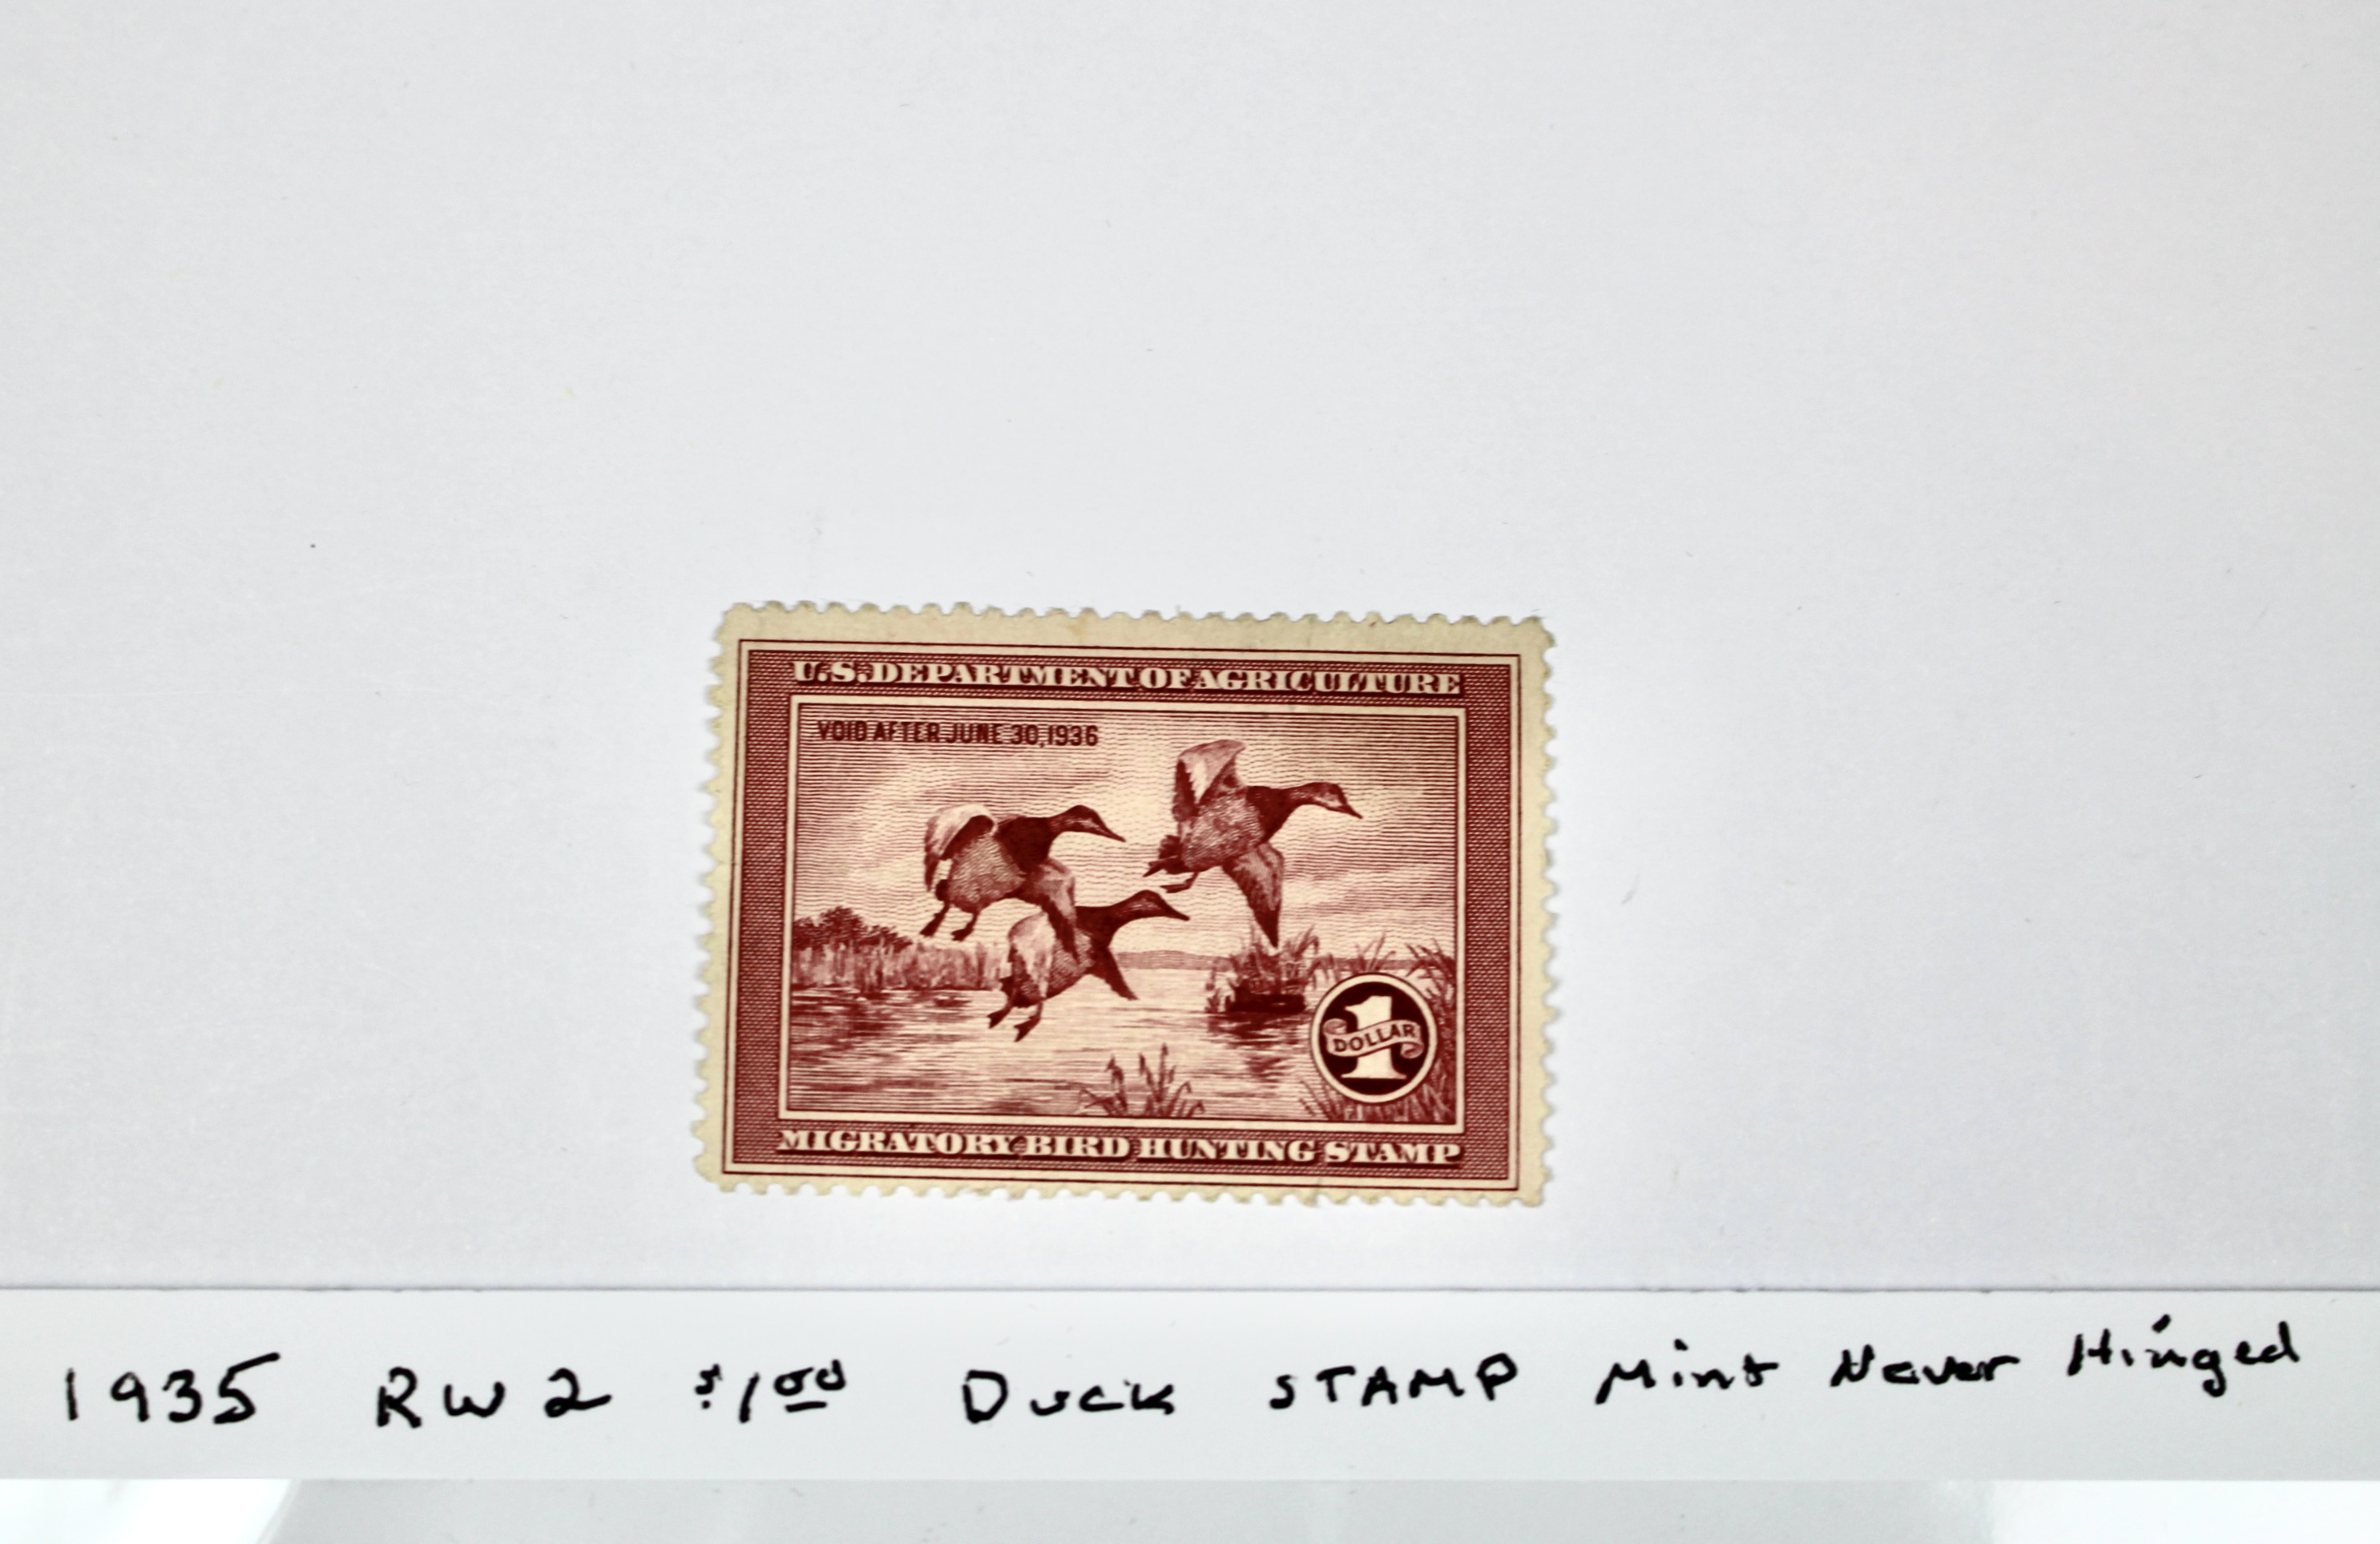 U.S. DEPARTMENT OF AGRICULTURE
VOID AFTER JUNE 30, 1936
1
DOLLAR
MIGRATORY BIRD HUNTING STAMP
1935 RW2 $1.00 Duck STAMP Mint Never Hinged